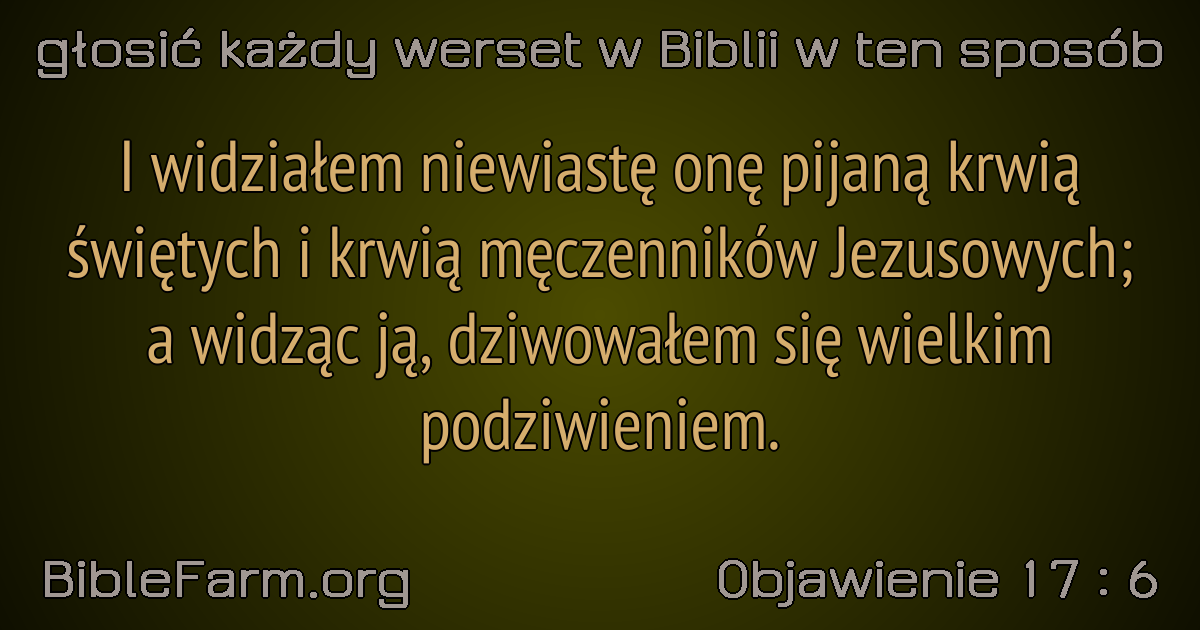 głosić każdy werset w Biblii w ten sposób
I widziałem niewiastę onę pijaną krwią
świętych i krwią męczenników Jezusowych;
a widząc ją, dziwowałem się wielkim
podziwieniem.
BibleFarm.org
Objawienie 17 : 6